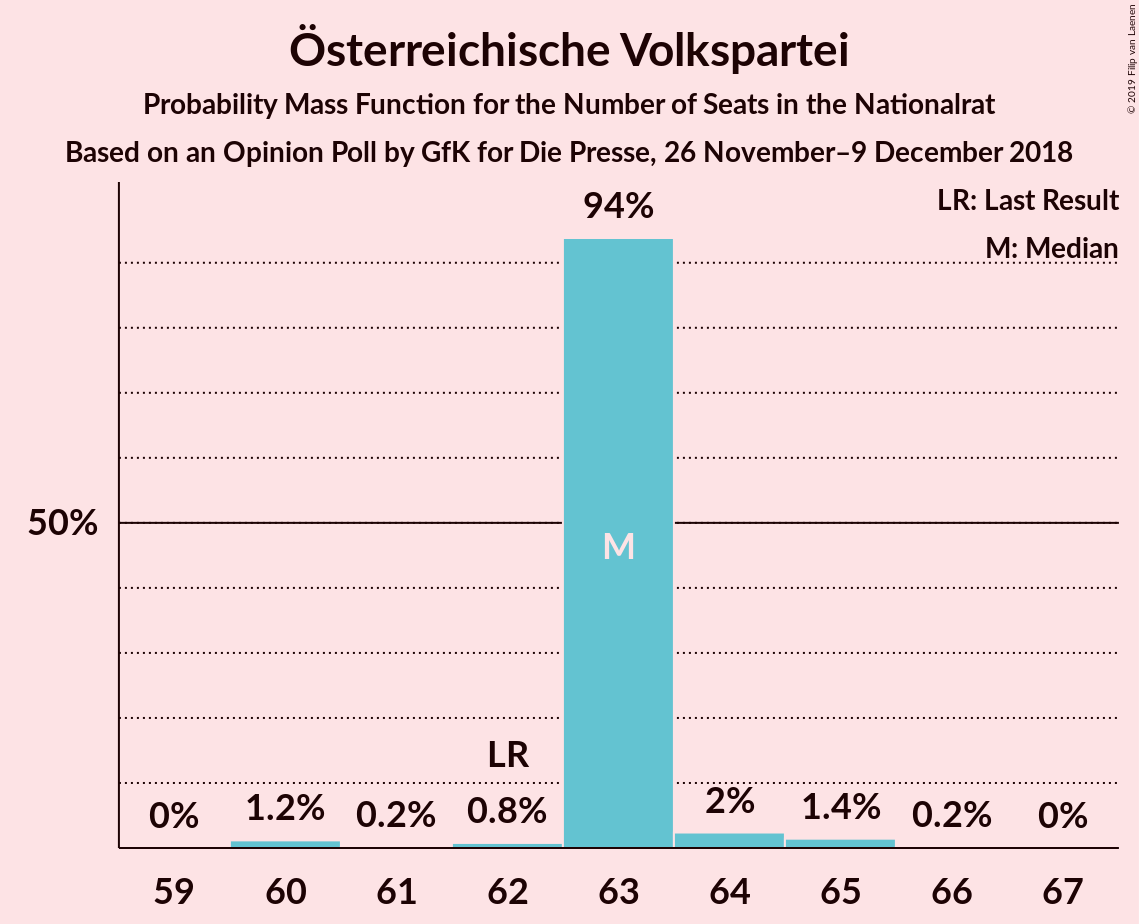 Österreichische Volkspartei
Probability Mass Function for the Number of Seats in the Nationalrat
Based on an Opinion Poll by GfK for Die Presse, 26 November–9 December 2018
© 2019 Filip van Laenen
LR: Last Result
M: Median
94%
50%
M
LR
0%
1.2%
0.2%
0.8%
2%
1.4%
0.2%
0%
59 60 61 62 63 64 65 66 67